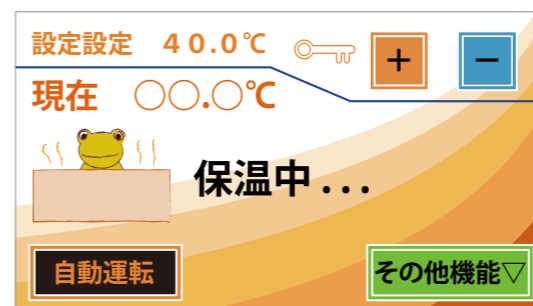 設定設定 40.0℃
+
−
現在 ○○.○℃
保温中...
自動運転
その他機能▽